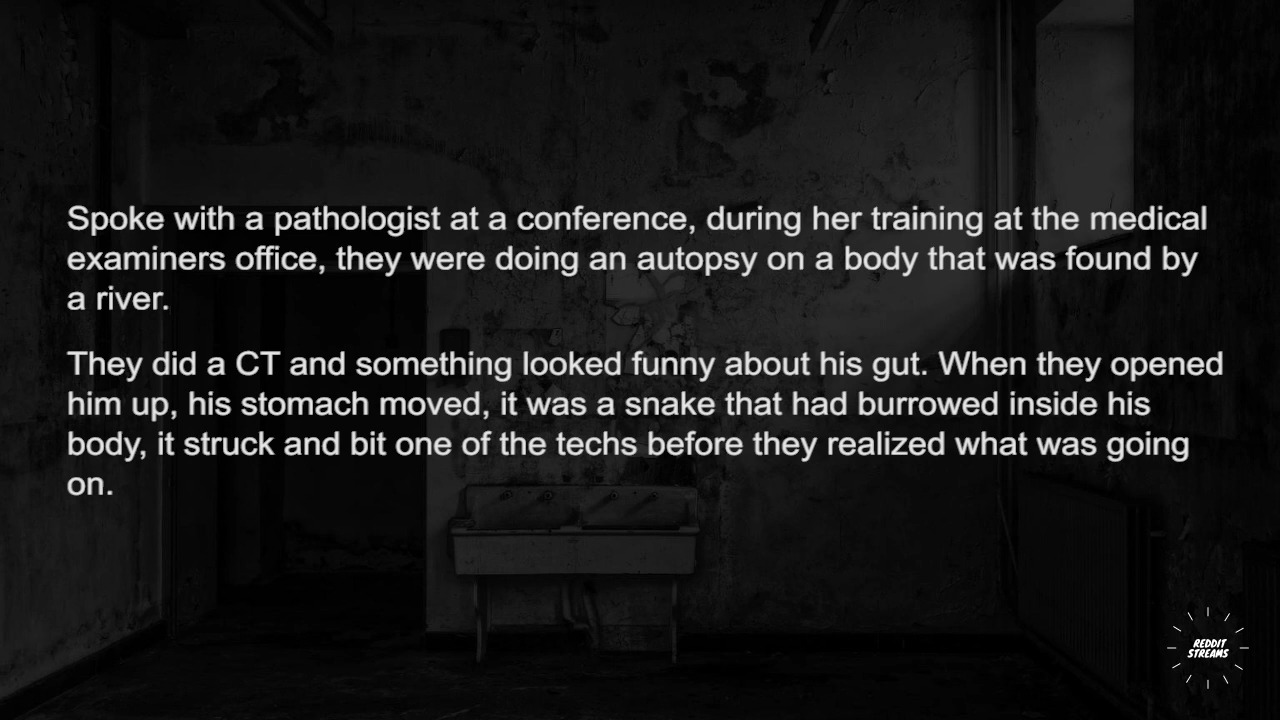 Spoke with a pathologist at a conference, during her training at the medical
examiners office, they were doing an autopsy on a body that was found by
a river.
They did a CT and something looked funny about his gut. When they opened
him up, his stomach moved, it was a snake that had burrowed inside his
body, it struck and bit one of the techs before they realized what was going
on.
REDDIT
STREAMS